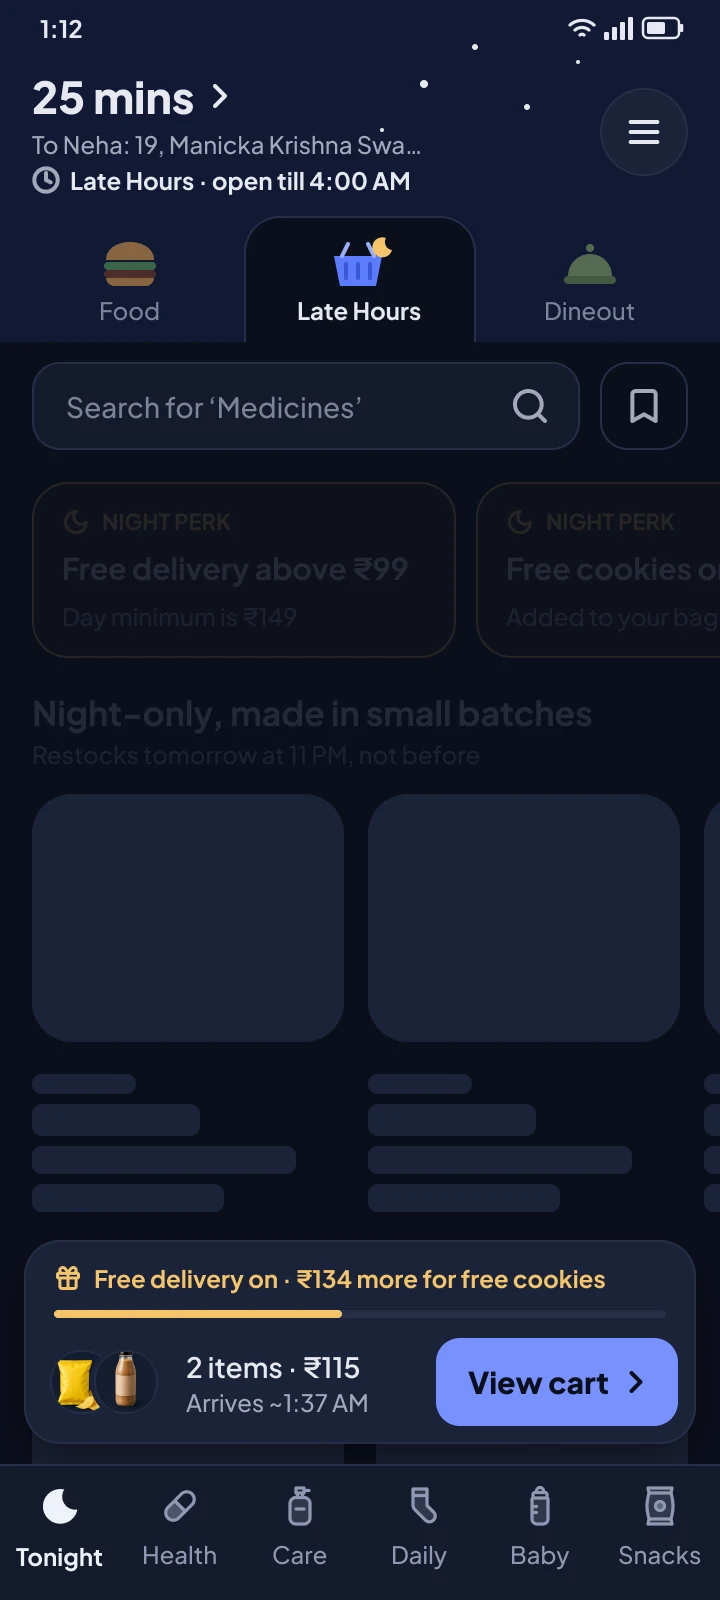 1:12
25 mins
To Neha: 19, Manicka Krishna Swa...
Late Hours · open till 4:00 AM
Food
Late Hours
Dineout
Search for ‘Medicines’
NIGHT PERK
Free delivery above ₹99
Day minimum is ₹149
NIGHT PERK
Free cookies
Added to your bag
Night-only, made in small batches
Restocks tomorrow at 11 PM, not before
Free delivery on · ₹134 more for free cookies
2 items · ₹115
Arrives ~1:37 AM
View cart
Tonight
Health
Care
Daily
Baby
Snacks